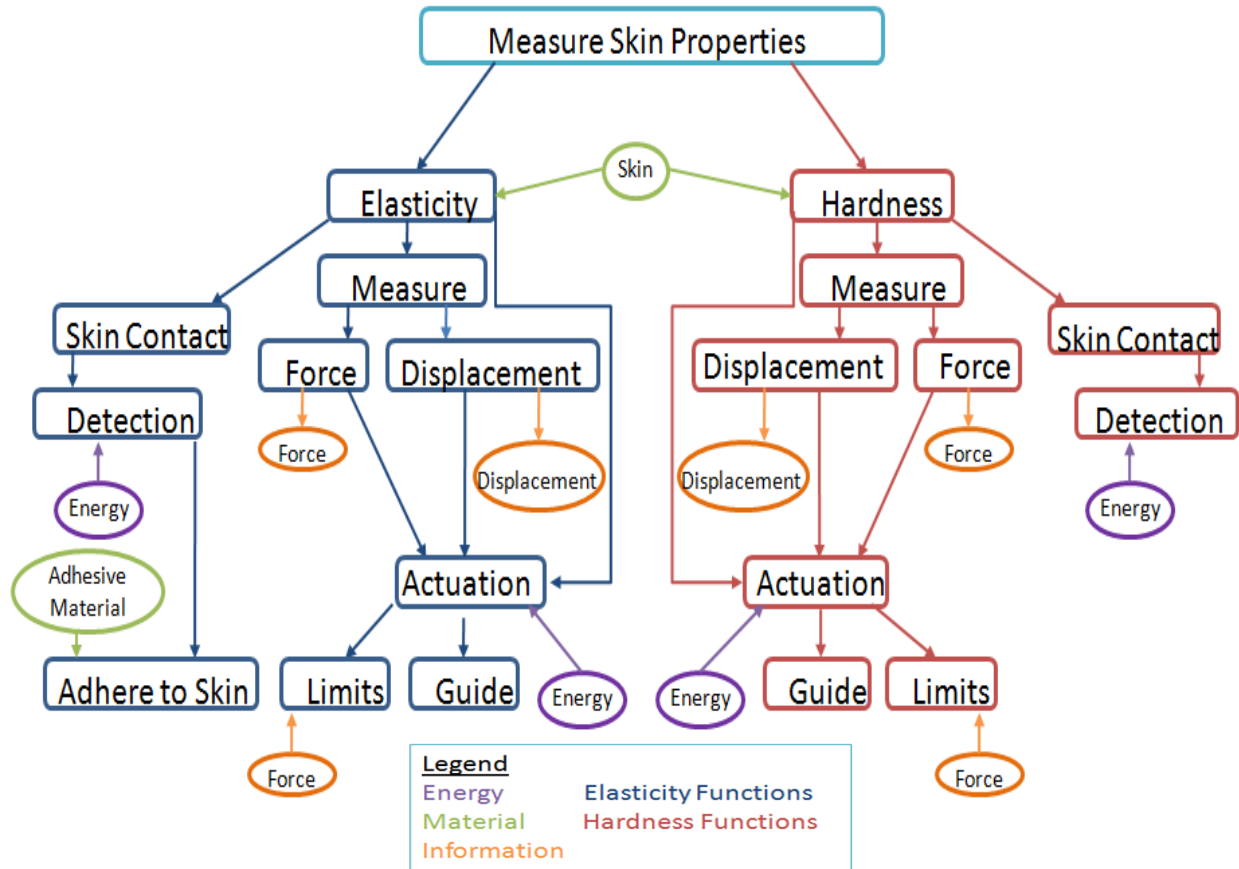 Measure Skin Properties
Skin
Elasticity
Hardness
Measure
Measure
Skin Contact
Skin Contact
Force
Displacement
Displacement
Force
Detection
Detection
Force
Displacement
Displacement
Force
Energy
Energy
Adhesive
Material
Actuation
Actuation
Adhere to Skin
Limits
Guide
Energy
Energy
Guide
Limits
Force
Force
Legend
Energy Elasticity Functions
Material Hardness Functions
Information